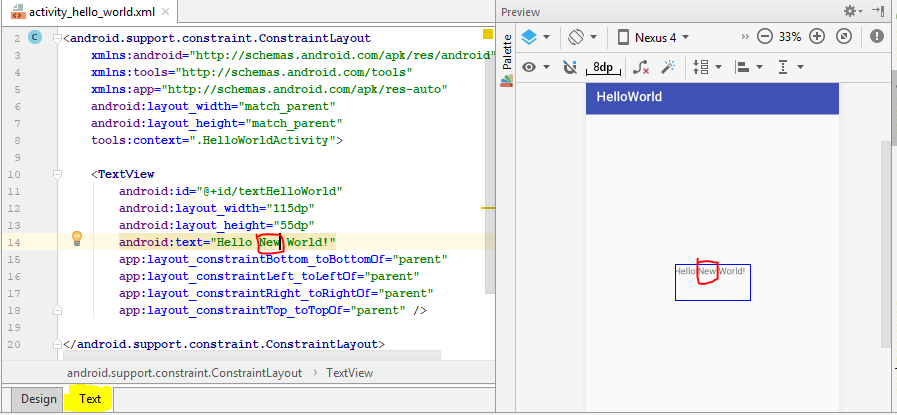 activity_hello_world.xml ×
2 C <android.support.constraint.ConstraintLayout
3 xmlns:android="http://schemas.android.com/apk/res/android"
4 xmlns:tools="http://schemas.android.com/tools"
5 xmlns:app="http://schemas.android.com/apk/res-auto"
6 android:layout_width="match_parent"
7 android:layout_height="match_parent"
8 tools:context=".HelloWorldActivity">
9
10 <TextView
11 android:id="@+id/textHelloWorld"
12 android:layout_width="115dp"
13 android:layout_height="55dp"
14 android:text="Hello New World!"
15 app:layout_constraintBottom_toBottomOf="parent"
16 app:layout_constraintLeft_toLeftOf="parent"
17 app:layout_constraintRight_toRightOf="parent"
18 app:layout_constraintTop_toTopOf="parent" />
19
20 </android.support.constraint.ConstraintLayout>
android.support.constraint.ConstraintLayout › TextView
Design Text
Preview
Palette
Nexus 4 » 33%
8dp
HelloWorld
Hello New World!